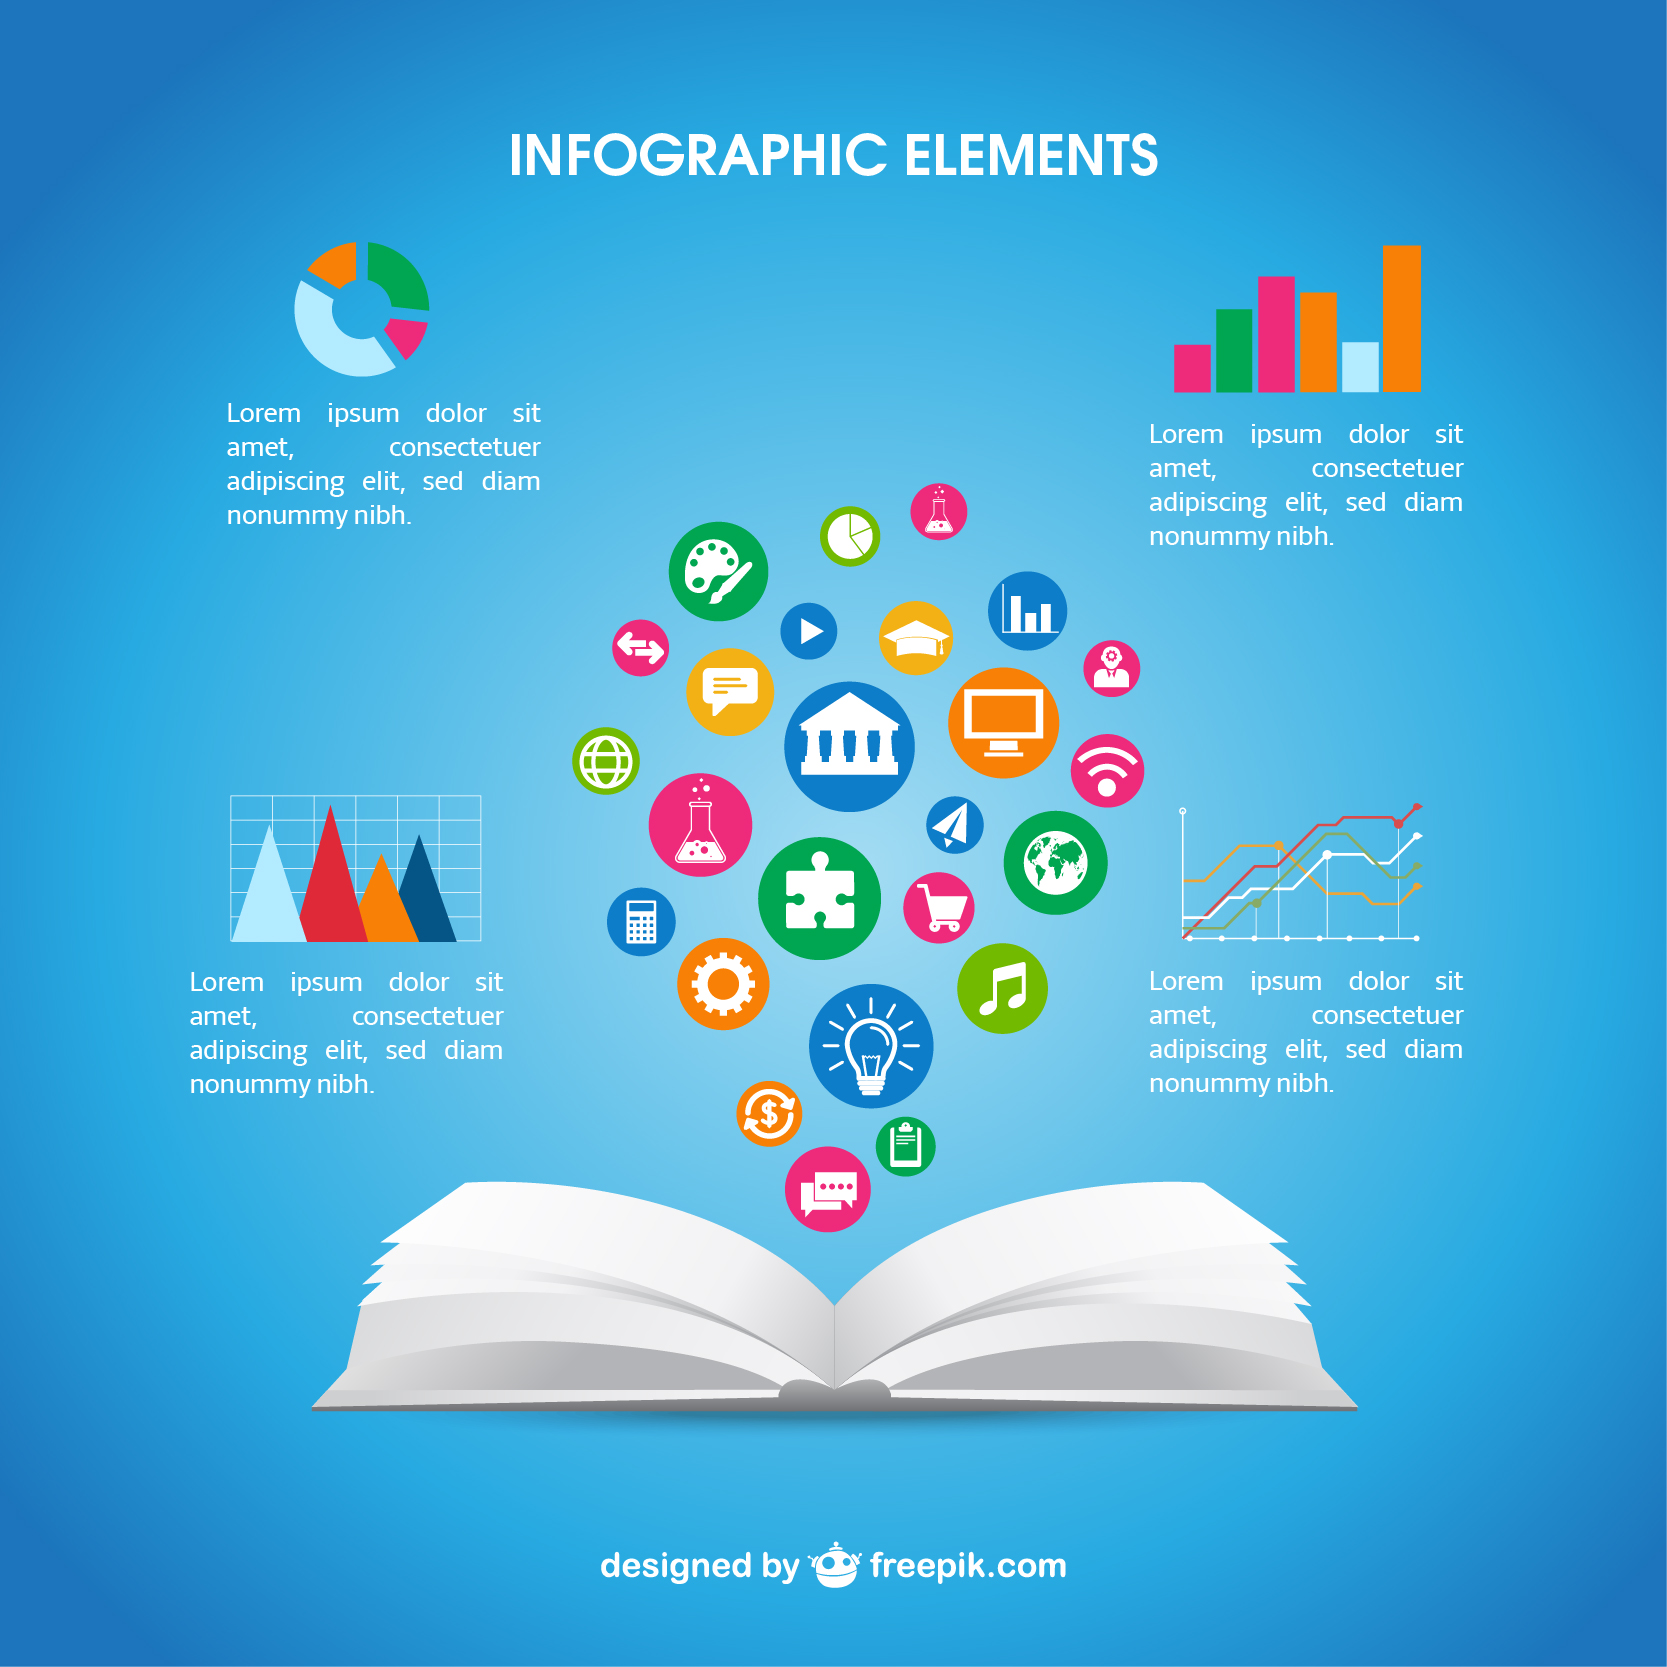 INFOGRAPHIC ELEMENTS
Lorem ipsum dolor sit
amet, consectetuer
adipiscing elit, sed diam
nonummy nibh.
Lorem ipsum dolor sit
amet, consectetuer
adipiscing elit, sed diam
nonummy nibh.
Lorem ipsum dolor sit
amet, consectetuer
adipiscing elit, sed diam
nonummy nibh.
Lorem ipsum dolor sit
amet, consectetuer
adipiscing elit, sed diam
nonummy nibh.
$
designed by freepik.com